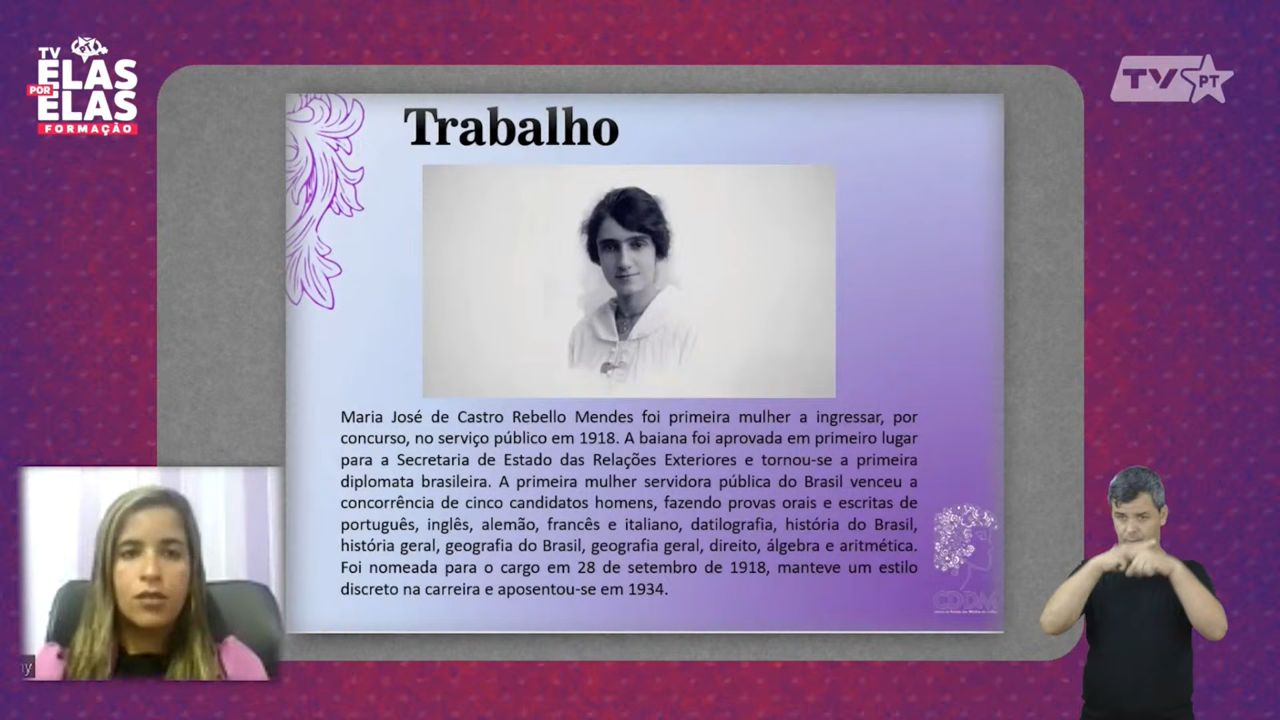 TV
ELAS
POR
ELAS
FORMAÇÃO
TV PT
Trabalho
Maria José de Castro Rebello Mendes foi primeira mulher a ingressar, por
concurso, no serviço público em 1918. A baiana foi aprovada em primeiro lugar
para a Secretaria de Estado das Relações Exteriores e tornou-se a primeira
diplomata brasileira. A primeira mulher servidora pública do Brasil venceu a
concorrência de cinco candidatos homens, fazendo provas orais e escritas de
português, inglês, alemão, francês e italiano, datilografia, história do Brasil,
história geral, geografia do Brasil, geografia geral, direito, álgebra e aritmética.
Foi nomeada para o cargo em 28 de setembro de 1918, manteve um estilo
discreto na carreira e aposentou-se em 1934.
CDDM